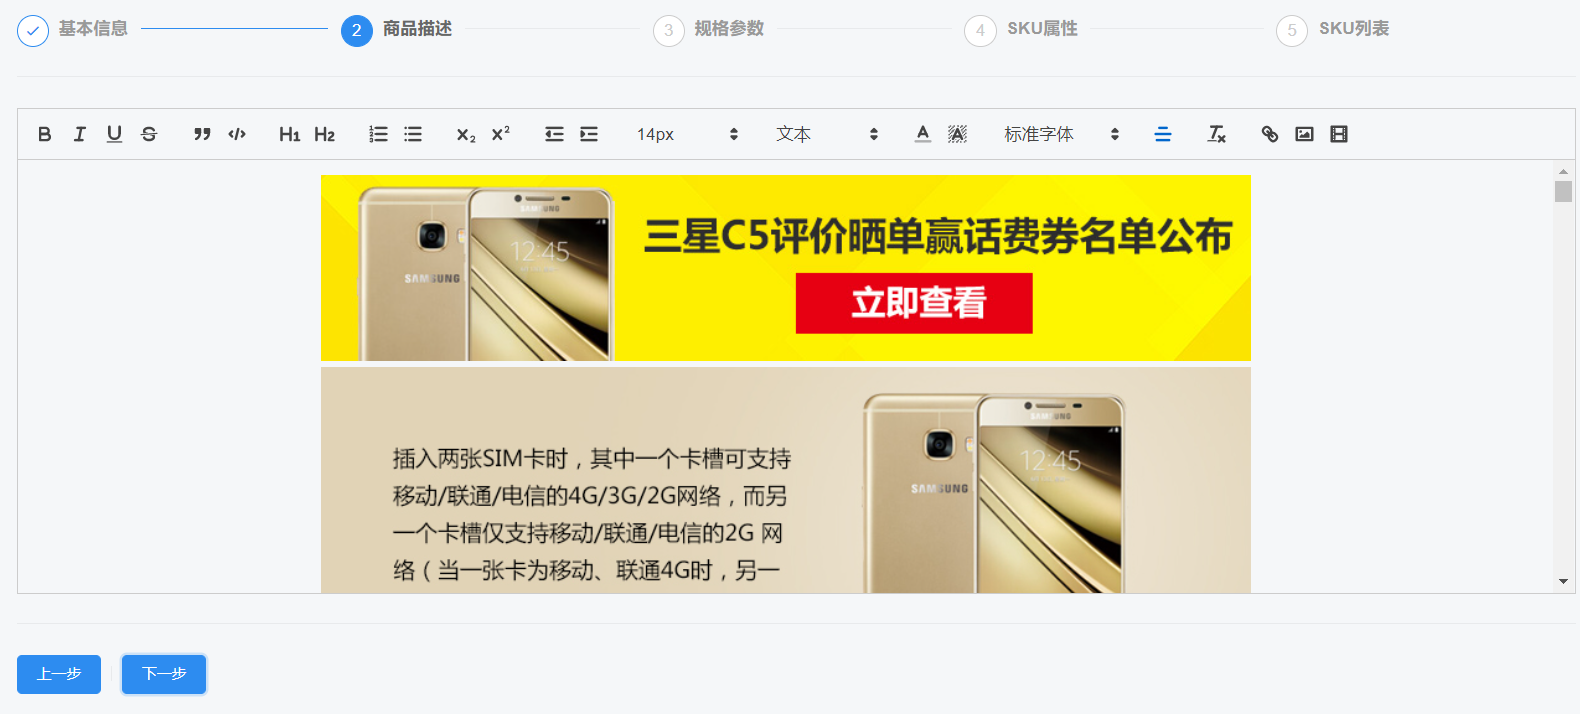 基本信息
2 商品描述
3 规格参数
4 SKU属性
5 SKU列表
B I U S H1 H2 x₂ x² 14px 文本 A A 标准字体 Tx
SAMSUNG
12:45
SAMSUNG
三星C5评价晒单赢话费券名单公布
立即查看
插入两张SIM卡时，其中一个卡槽可支持
移动/联通/电信的4G/3G/2G网络，而另
一个卡槽仅支持移动/联通/电信的2G 网
络（当一张卡为移动、联通4G时，另一
SAMSUNG
12:45
SAMSUNG
上一步
下一步